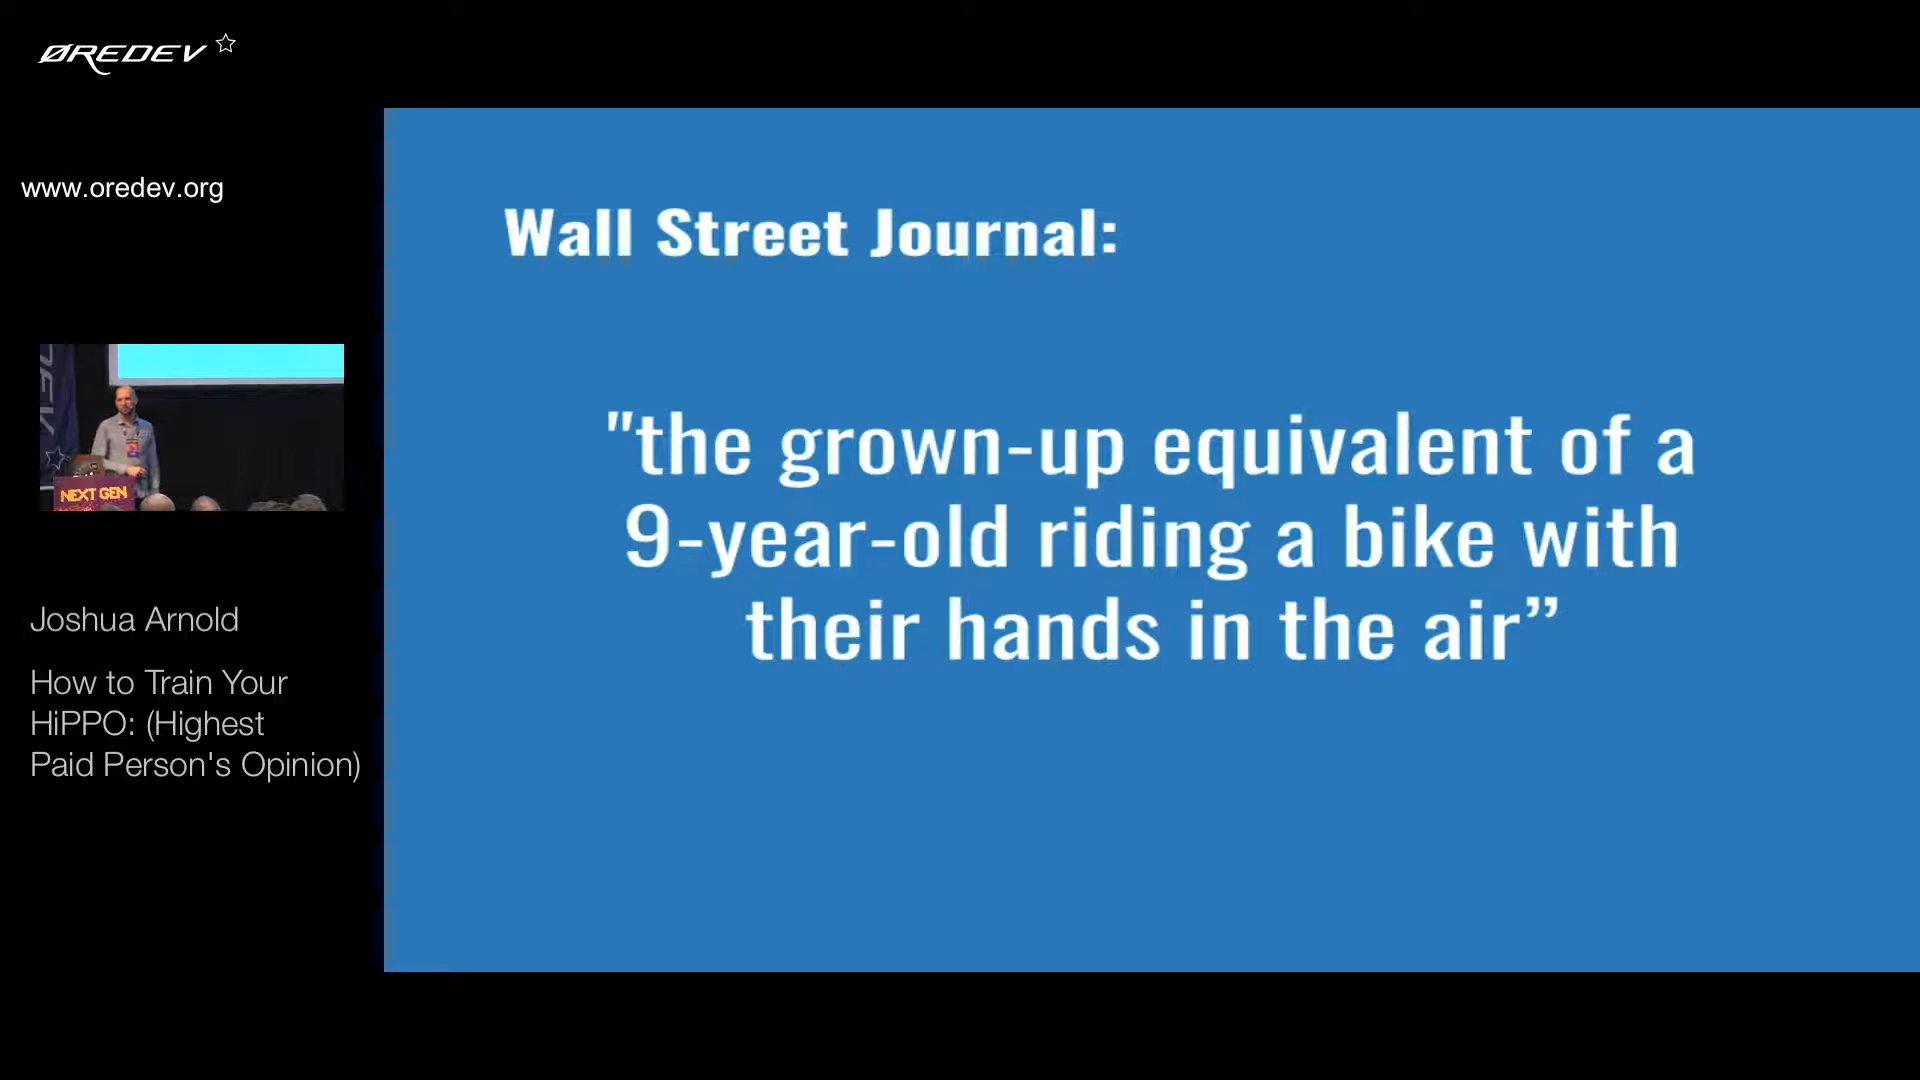 ØREDEV
www.oredev.org
Wall Street Journal:
"the grown-up equivalent of a
9-year-old riding a bike with
their hands in the air”
NEXT GEN
Joshua Arnold
How to Train Your
HiPPO: (Highest
Paid Person's Opinion)